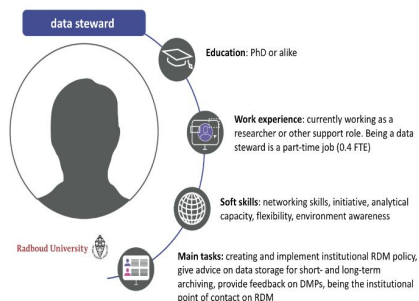 data steward
Education: PhD or alike
Work experience: currently working as a
researcher or other support role. Being a data
steward is a part-time job (0.4 FTE)
Soft skills: networking skills, initiative, analytical
capacity, flexibility, environment awareness
Radboud University
Main tasks: creating and implement institutional RDM policy,
give advice on data storage for short- and long-term
archiving, provide feedback on DMPs, being the institutional
point of contact on RDM